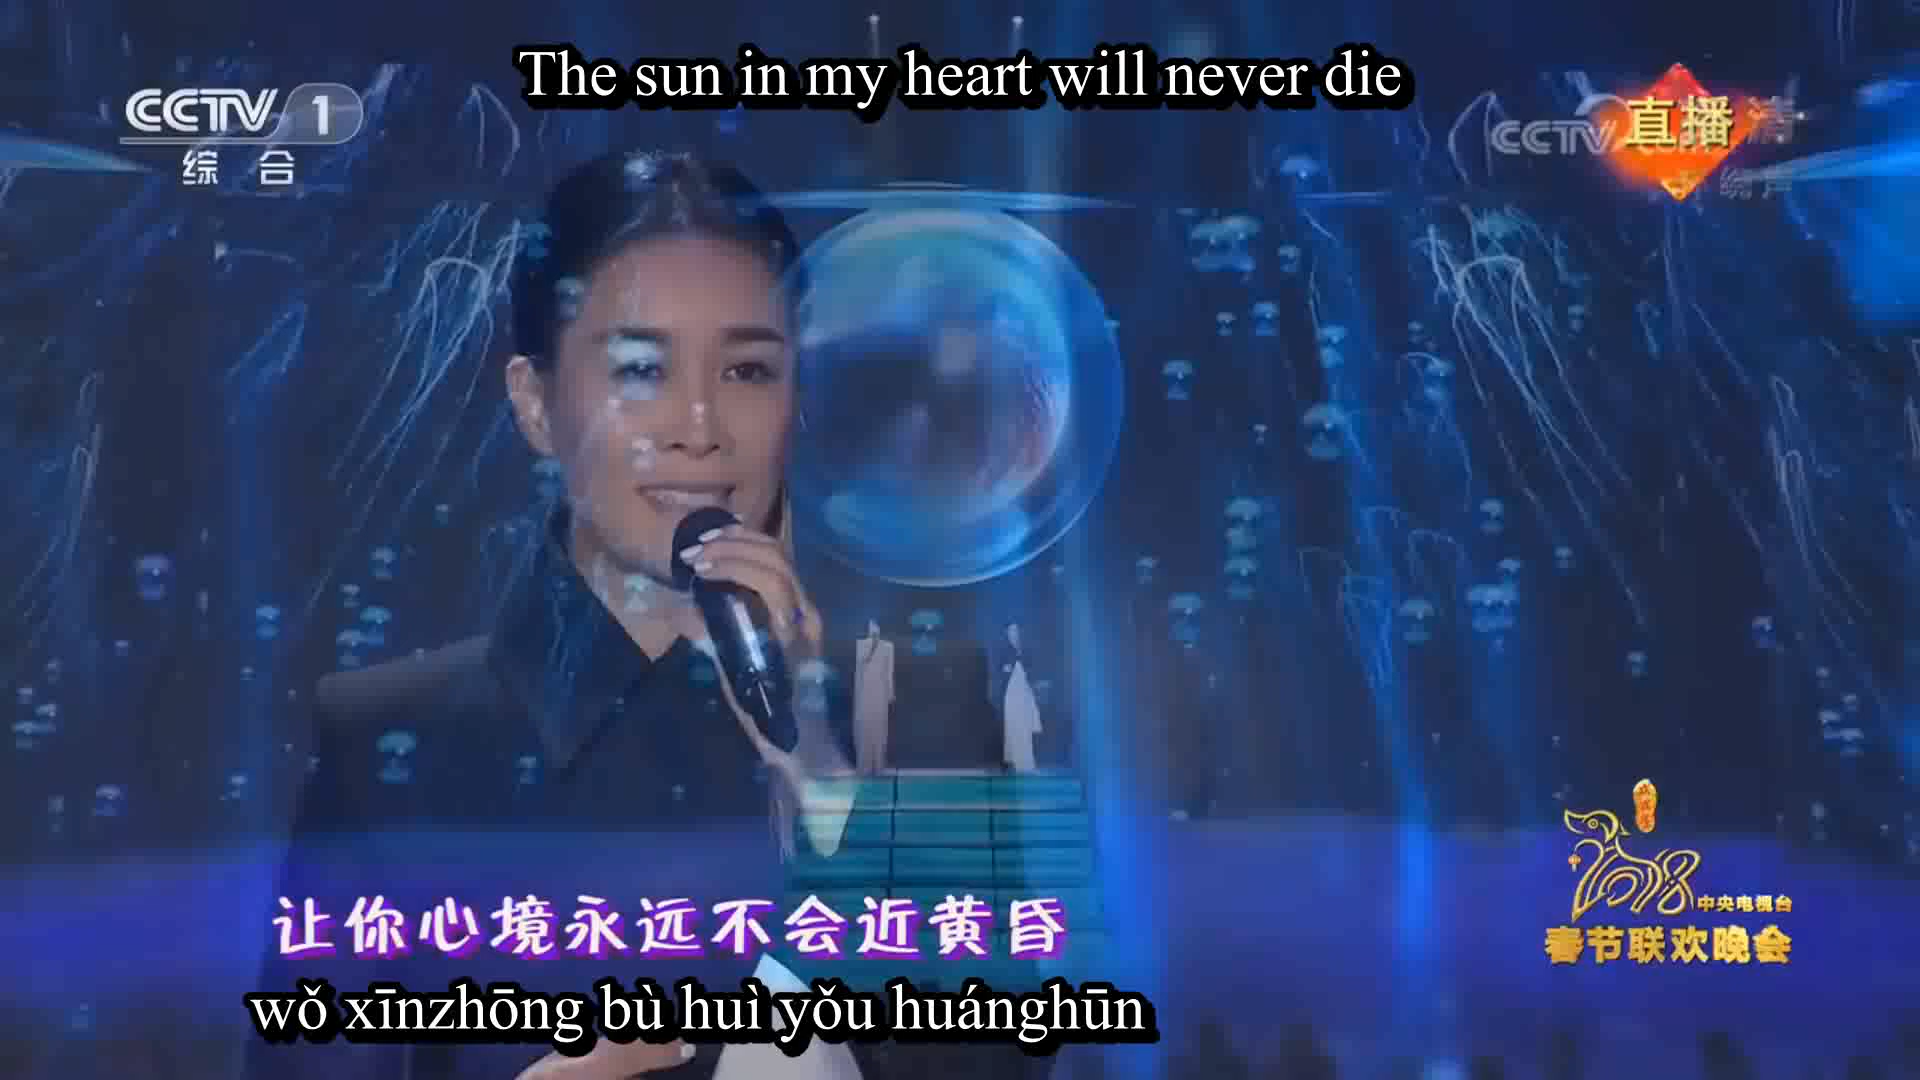 The sun in my heart will never die
CCTV 1
综合
CCTV
直播
清
2018
中央电视台
春节联欢晚会
让你心境永远不会近黄昏
wǒ xīnzhōng bù huì yǒu huánghūn